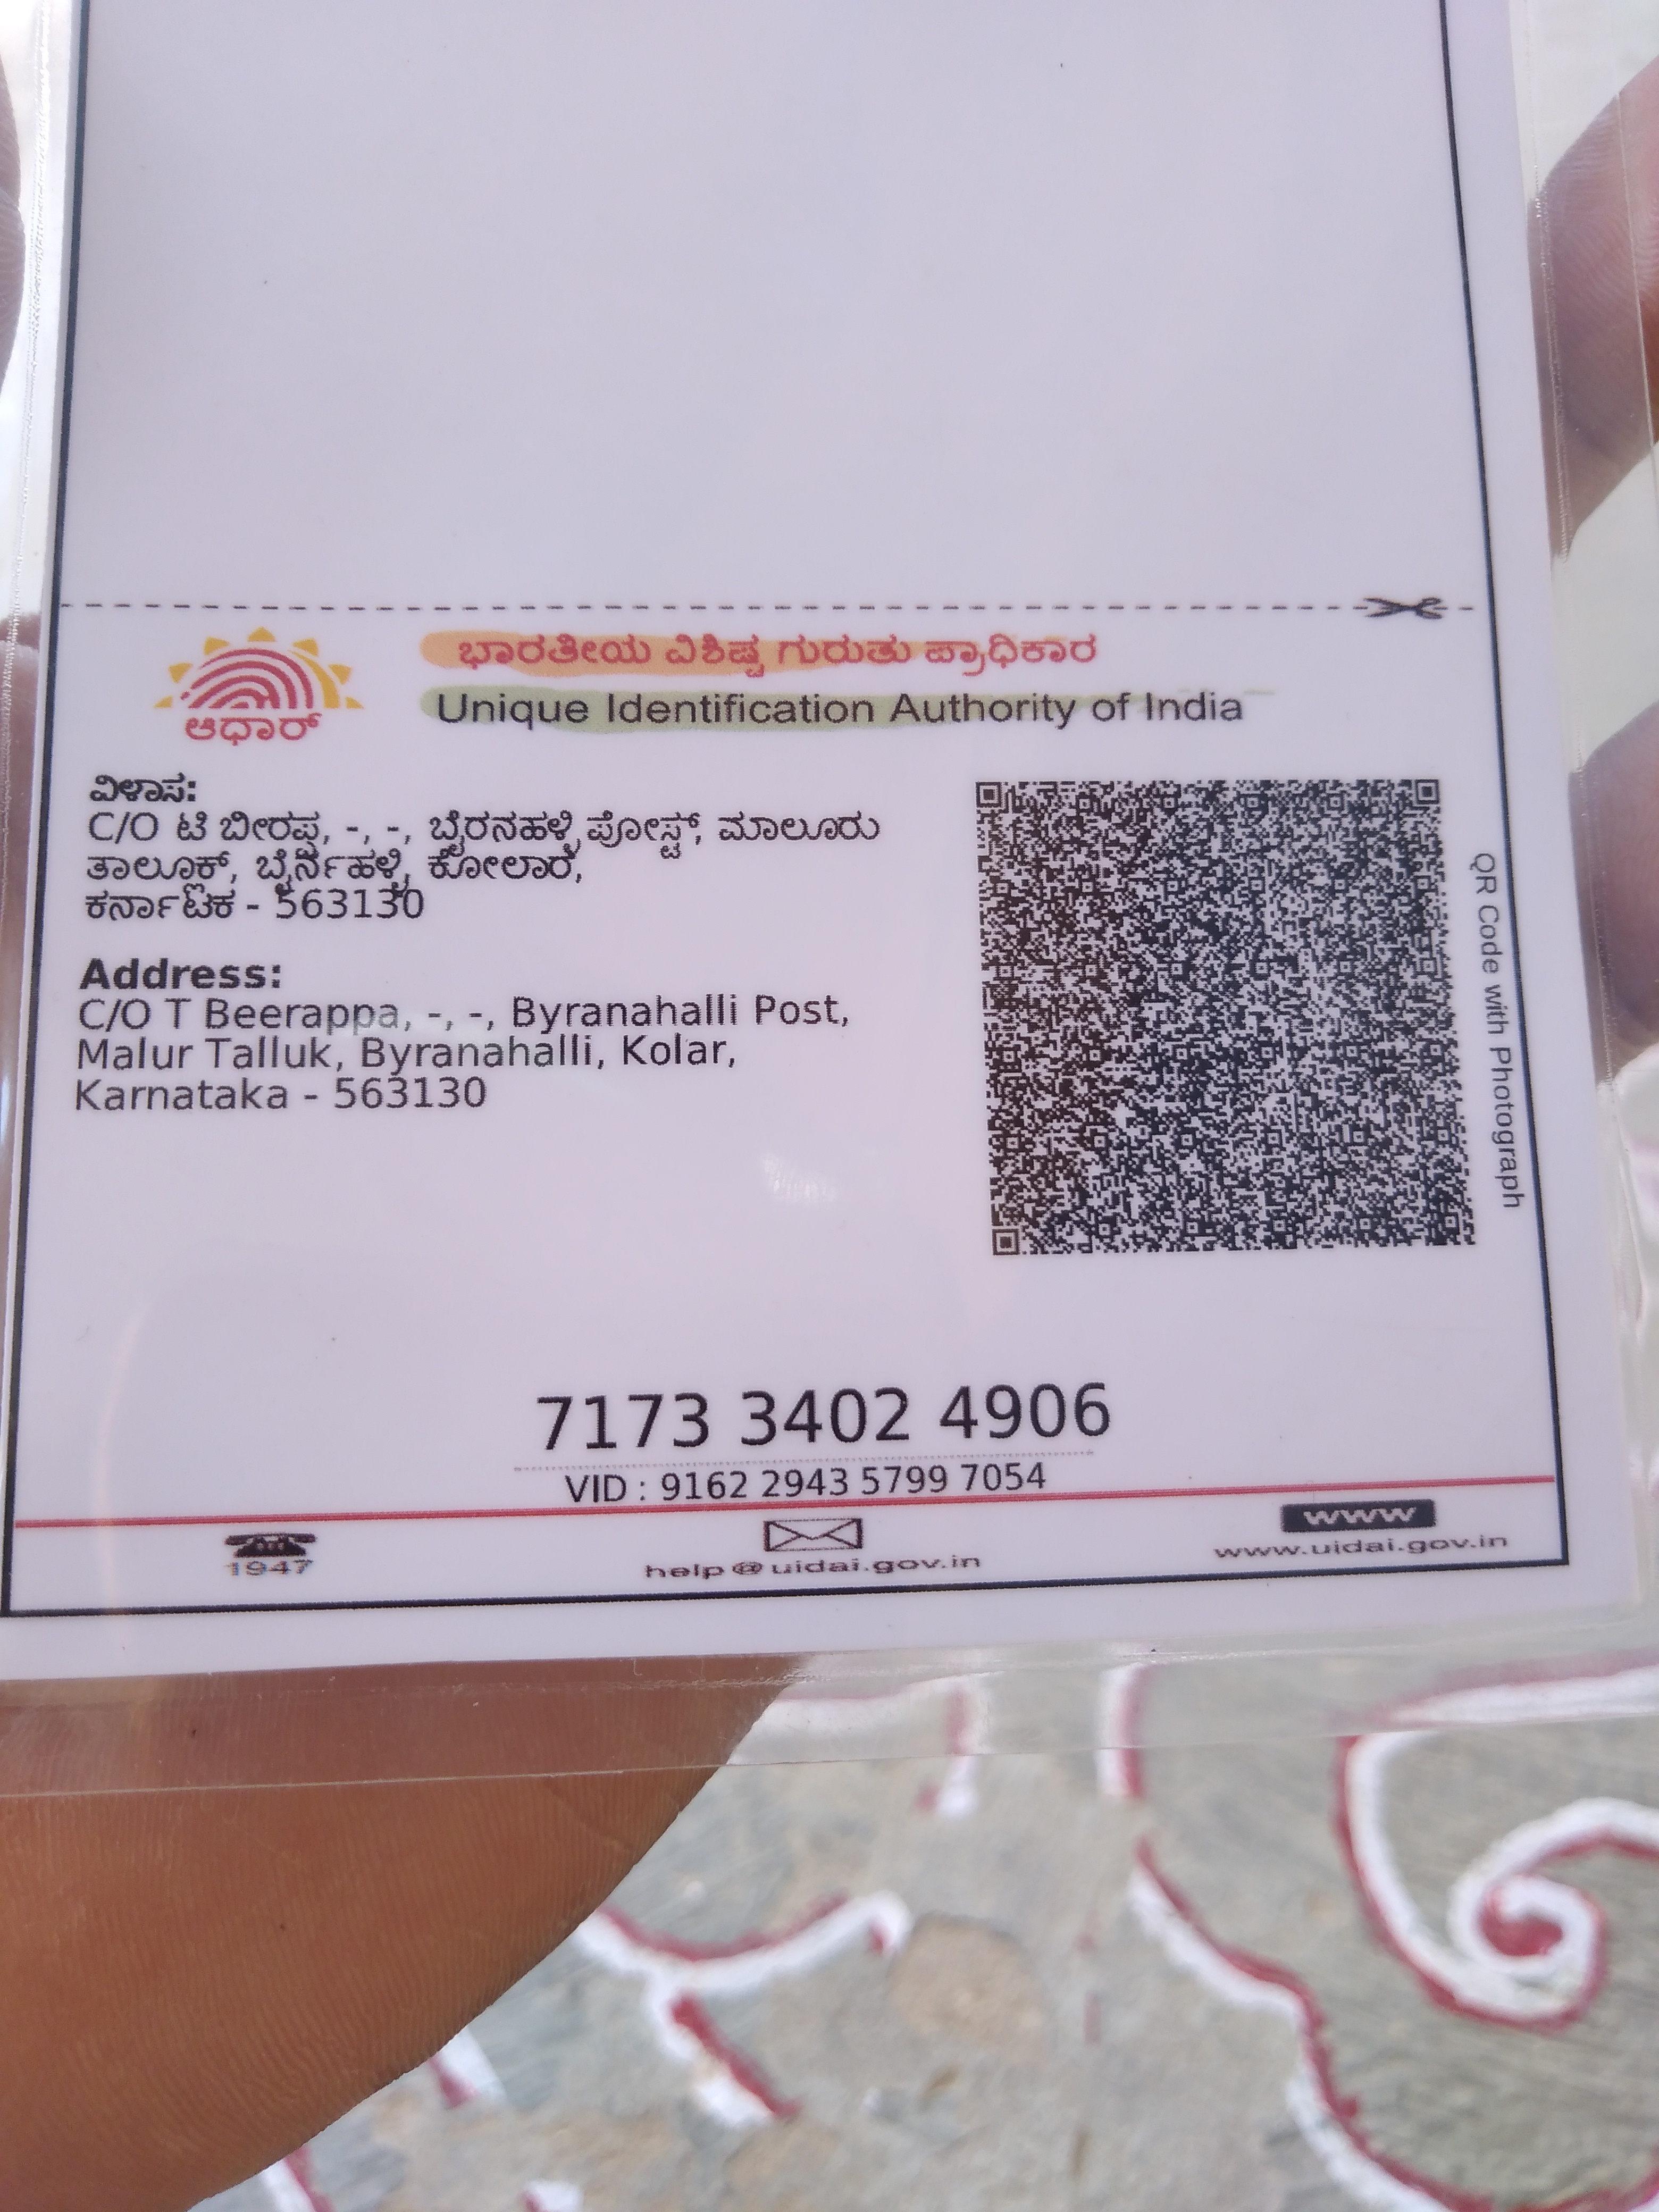 ಭಾರತೀಯ ವಿಶಿಷ್ಟ ಗುರುತು ಪ್ರಾಧಿಕಾರ
Unique Identification Authority of India
ಆಧಾರ್
ವಿಳಾಸ:
C/O ಟಿ ಬೀರಪ್ಪ, -, -, ಬೈರನಹಳ್ಳಿ ಪೋಸ್ಟ್, ಮಾಲೂರು
ತಾಲ್ಲೂಕ್, ಬೈರ್ನಹಳ್ಳಿ, ಕೋಲಾರ,
ಕರ್ನಾಟಕ - 563130
Address:
C/O T Beerappa, -, -, Byranahalli Post,
Malur Talluk, Byranahalli, Kolar,
Karnataka - 563130
QR Code with Photograph
7173 3402 4906
VID : 9162 2943 5799 7054
1947
help@uidai.gov.in
www
www.uidai.gov.in